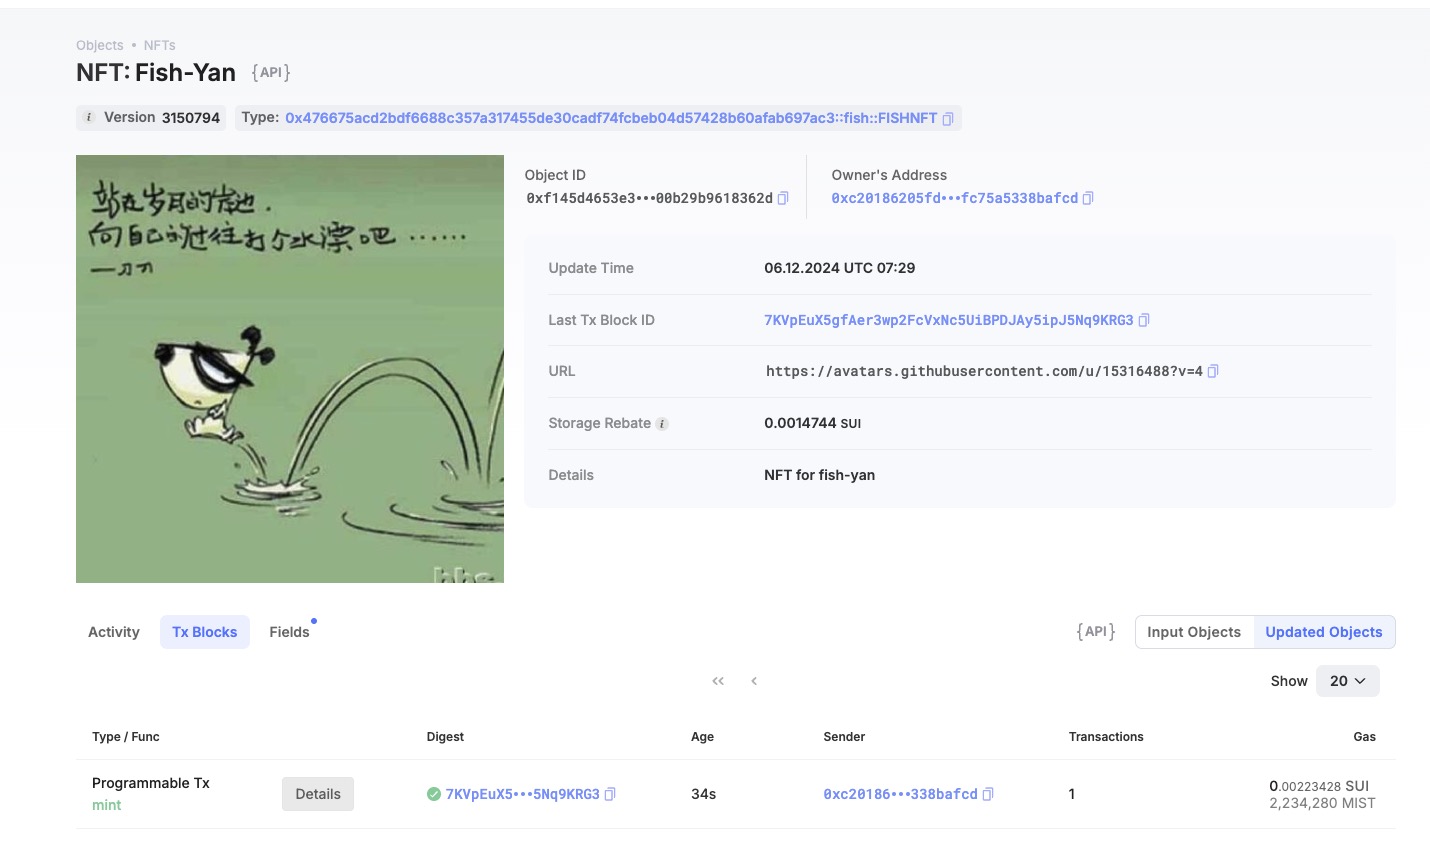 Objects • NFTs
NFT: Fish-Yan {API}
i Version 3150794 Type: 0x476675acd2bdf6688c357a317455de30cadf74fcbeb04d57428b60afab697ac3::fish::FISHNFT
站在岁月的岸边.
向自己的过往打个水漂吧 ……
一刀刀
bbs
Object ID
0xf145d4653e3•••00b29b9618362d
Owner's Address
0xc20186205fd•••fc75a5338bafcd
Update Time 06.12.2024 UTC 07:29
Last Tx Block ID 7KVpEuX5gfAer3wp2FcVxNc5UiBPDJAy5ipJ5Nq9KRG3
URL https://avatars.githubusercontent.com/u/15316488?v=4
Storage Rebate i 0.0014744 SUI
Details NFT for fish-yan
Activity Tx Blocks Fields {API} Input Objects Updated Objects
Show 20
Type / Func Digest Age Sender Transactions Gas
Programmable Tx Details 7KVpEuX5•••5Nq9KRG3 34s 0xc20186•••338bafcd 1 0.00223428 SUI
mint 2,234,280 MIST